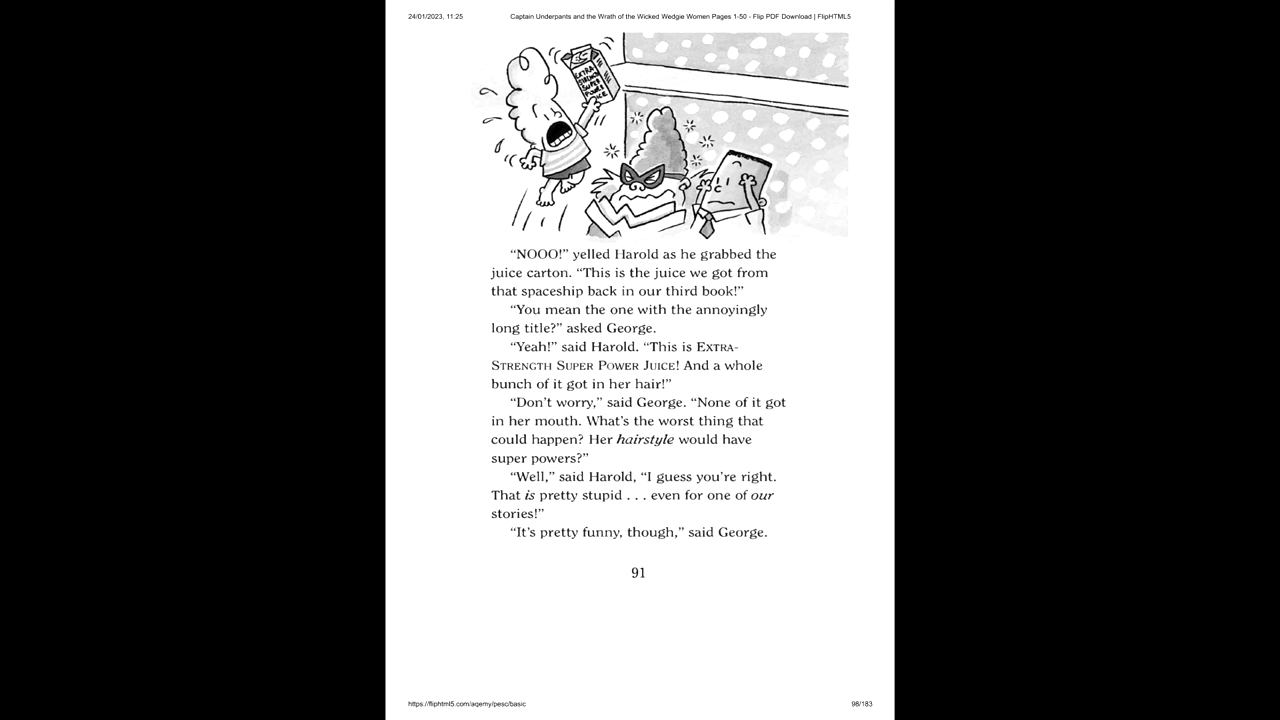 24/01/2023, 11:25 Captain Underpants and the Wrath of the Wicked Wedgie Women Pages 1-50 - Flip PDF Download | FlipHTML5
EXTRA
STRENGTH
SUPER
POWER
JUICE
“NOOO!” yelled Harold as he grabbed the
juice carton. “This is the juice we got from
that spaceship back in our third book!”
“You mean the one with the annoyingly
long title?” asked George.
“Yeah!” said Harold. “This is EXTRA-
STRENGTH SUPER POWER JUICE! And a whole
bunch of it got in her hair!”
“Don’t worry,” said George. “None of it got
in her mouth. What’s the worst thing that
could happen? Her hairstyle would have
super powers?”
“Well,” said Harold, “I guess you’re right.
That is pretty stupid . . . even for one of our
stories!”
“It’s pretty funny, though,” said George.
91
https://fliphtml5.com/aqemy/pesc/basic 98/183